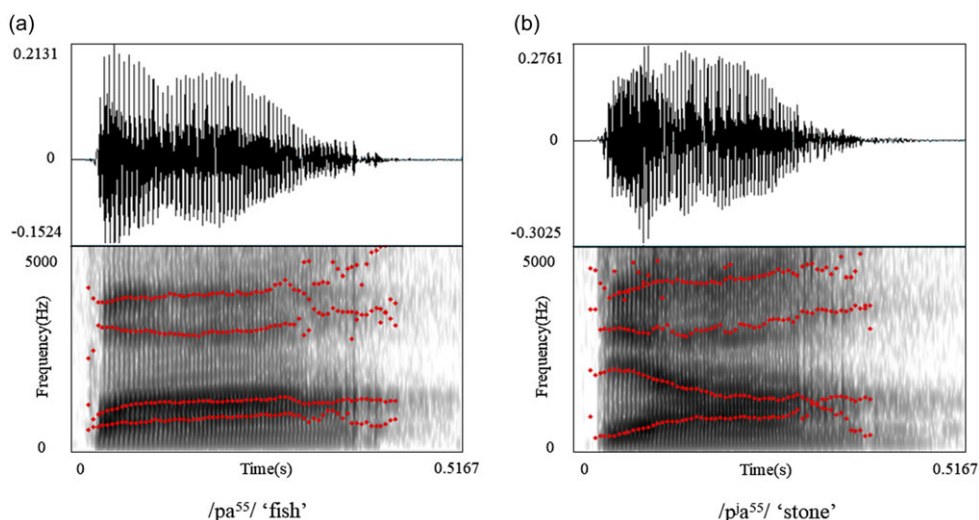 (a)
0.2131
0
-0.1524
5000
Frequency(Hz)
0
0
Time(s)
0.5167
/pa⁵⁵/ ‘fish’
(b)
0.2761
0
-0.3025
5000
Frequency(Hz)
0
0
Time(s)
0.5167
/pʲa⁵⁵/ ‘stone’